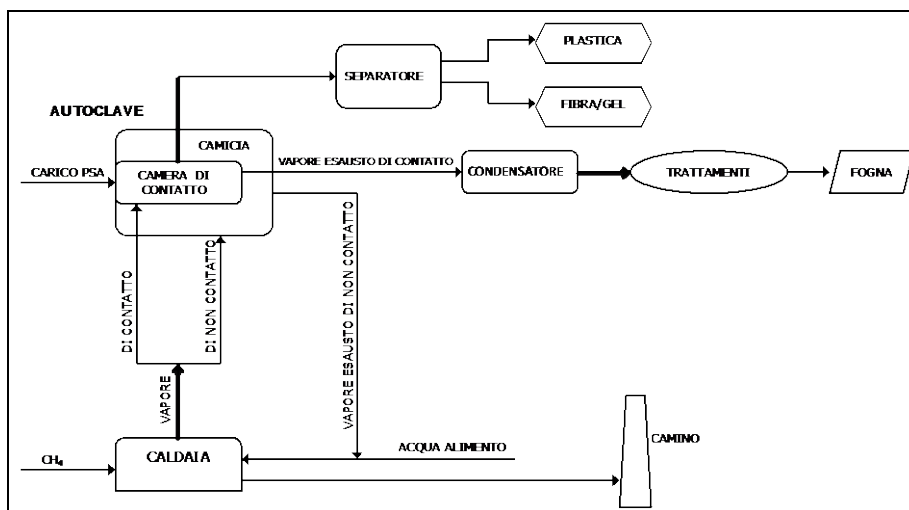 PLASTICA
SEPARATORE
FIBRA/GEL
AUTOCLAVE
CAMICIA
VAPORE ESAUSTO DI CONTATTO
CARICO PSA
CAMERA DI
CONTATTO
CONDENSATORE
TRATTAMENTI
FOGNA
DI CONTATTO
DI NON CONTATTO
VAPORE ESAUSTO DI NON CONTATTO
VAPORE
CAMINO
ACQUA ALIMENTO
CH₄
CALDAIA